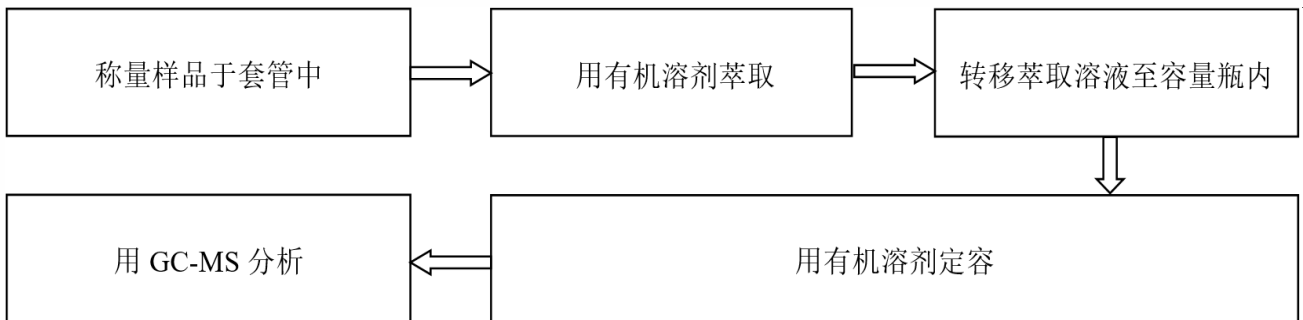 称量样品于套管中
用有机溶剂萃取
转移萃取溶液至容量瓶内
用有机溶剂定容
用 GC-MS 分析